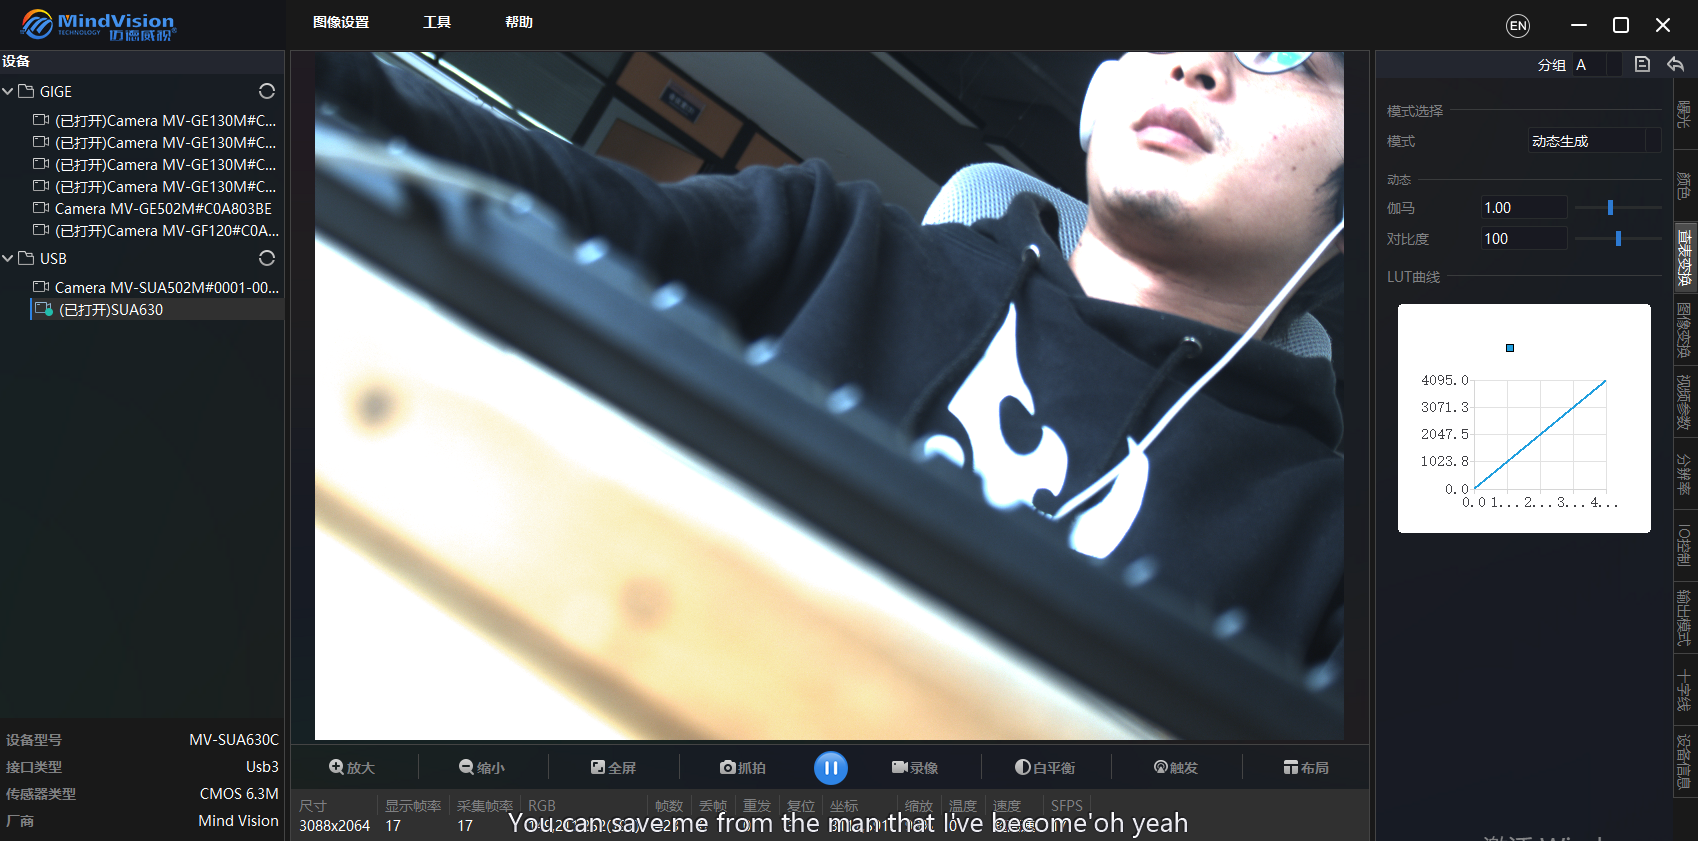 MindVision
TECHNOLOGY 迈德威视
图像设置 工具 帮助
EN
设备
GIGE
(已打开)Camera MV-GE130M#C...
(已打开)Camera MV-GE130M#C...
(已打开)Camera MV-GE130M#C...
(已打开)Camera MV-GE130M#C...
Camera MV-GE502M#C0A803BE
(已打开)Camera MV-GF120#C0A...
USB
Camera MV-SUA502M#0001-00...
(已打开)SUA630
设备型号 MV-SUA630C
接口类型 Usb3
传感器类型 CMOS 6.3M
厂商 Mind Vision
放大 缩小 全屏 抓拍 录像 白平衡 触发 布局
尺寸 显示帧率 采集帧率 RGB 帧数 丢帧 重发 复位 坐标 缩放 温度 速度 SFPS
3088x2064 17 17
You can save me from the man that I've become'oh yeah
分组 A
模式选择
模式 动态生成
动态
伽马 1.00
对比度 100
LUT曲线
4095.0
3071.3
2047.5
1023.8
0.0
0.0 1... 2... 3... 4...
曝光
颜色
查表变换
图像变换
视频参数
分辨率
IO控制
输出模式
十字线
设备信息